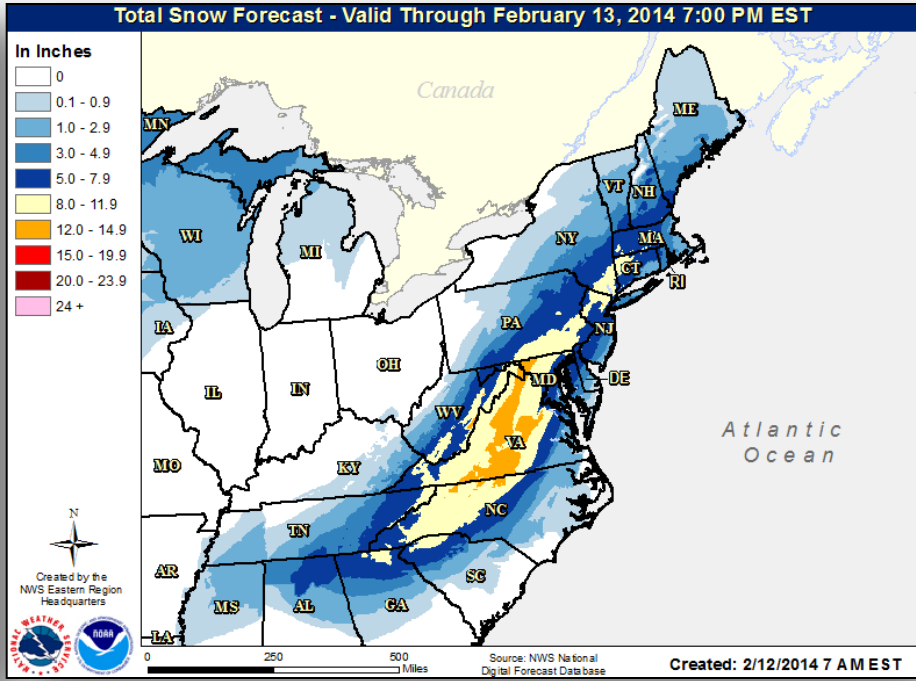 Total Snow Forecast - Valid Through February 13, 2014 7:00 PM EST
In Inches
0
0.1 - 0.9
1.0 - 2.9
3.0 - 4.9
5.0 - 7.9
8.0 - 11.9
12.0 - 14.9
15.0 - 19.9
20.0 - 23.9
24 +
Canada
MN
ME
VT
NH
WI
MI
NY
MA
CT
RI
IA
PA
NJ
OH
IL
IN
MD
DE
WV
VA
Atlantic
Ocean
MO
KY
NC
TN
AR
SC
MS
AL
GA
LA
N
Created by the
NWS Eastern Region
Headquarters
NATIONAL WEATHER SERVICE
NOAA
0
250
500
Miles
Source: NWS National
Digital Forecast Database
Created: 2/12/2014 7 AM EST